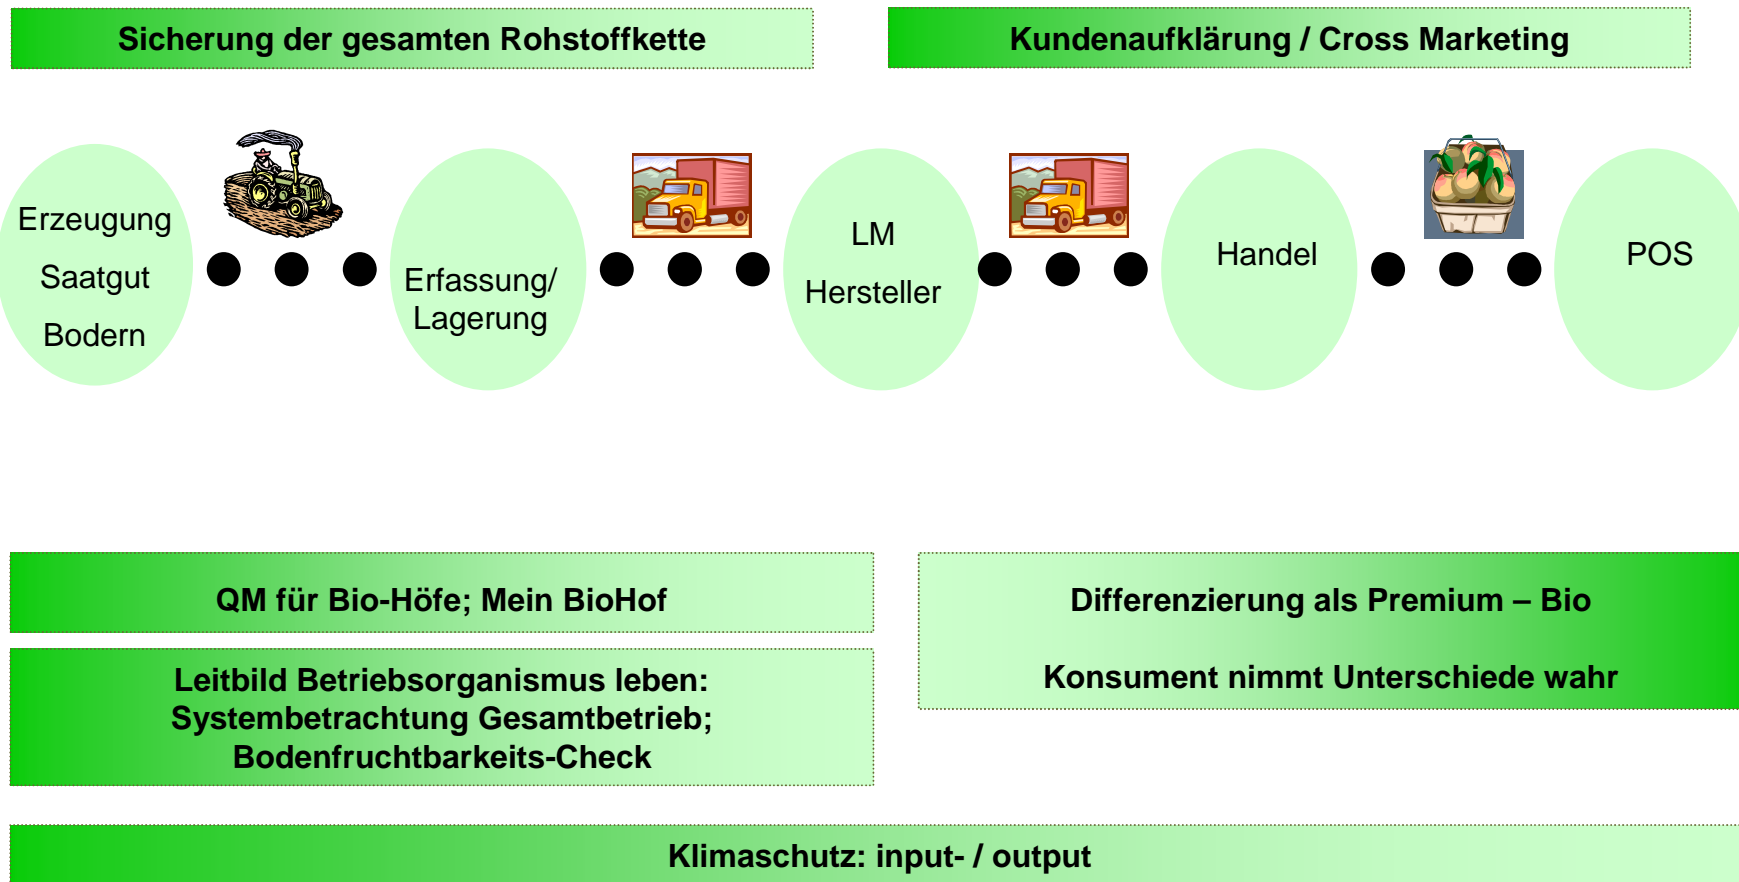 Sicherung der gesamten Rohstoffkette
Kundenaufklärung / Cross Marketing
Erzeugung
Saatgut
Bodern
Erfassung/
Lagerung
LM
Hersteller
Handel
POS
QM für Bio-Höfe; Mein BioHof
Leitbild Betriebsorganismus leben:
Systembetrachtung Gesamtbetrieb;
Bodenfruchtbarkeits-Check
Differenzierung als Premium – Bio
Konsument nimmt Unterschiede wahr
Klimaschutz: input- / output